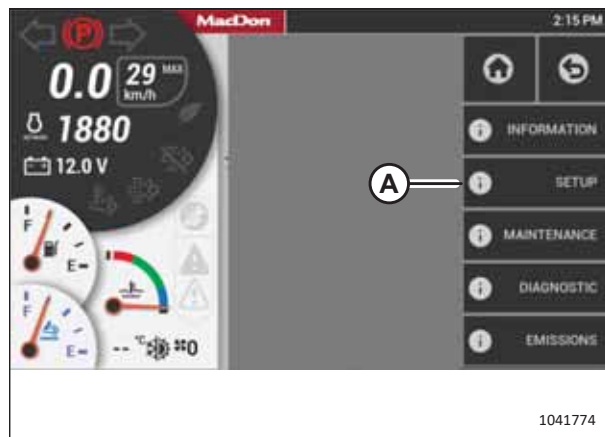 MacDon
2:15 PM
P
0.0
29 MAX
km/h
1880
12.0 V
F
E
F
E
-- °C
0
INFORMATION
A
SETUP
MAINTENANCE
DIAGNOSTIC
EMISSIONS
1041774